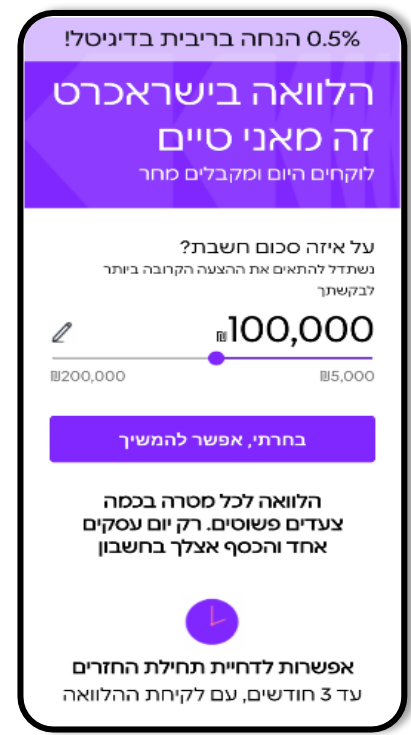 0.5% הנחה בריבית בדיגיטל!
הלוואה בישראכרט
זה מאני טיים
לוקחים היום ומקבלים מחר
על איזה סכום חשבת?
נשתדל להתאים את ההצעה הקרובה ביותר
לבקשתך
₪100,000
₪5,000
₪200,000
בחרתי, אפשר להמשיך
הלוואה לכל מטרה בכמה
צעדים פשוטים. רק יום עסקים
אחד והכסף אצלך בחשבון
אפשרות לדחיית תחילת החזרים
עד 3 חודשים, עם לקיחת ההלוואה